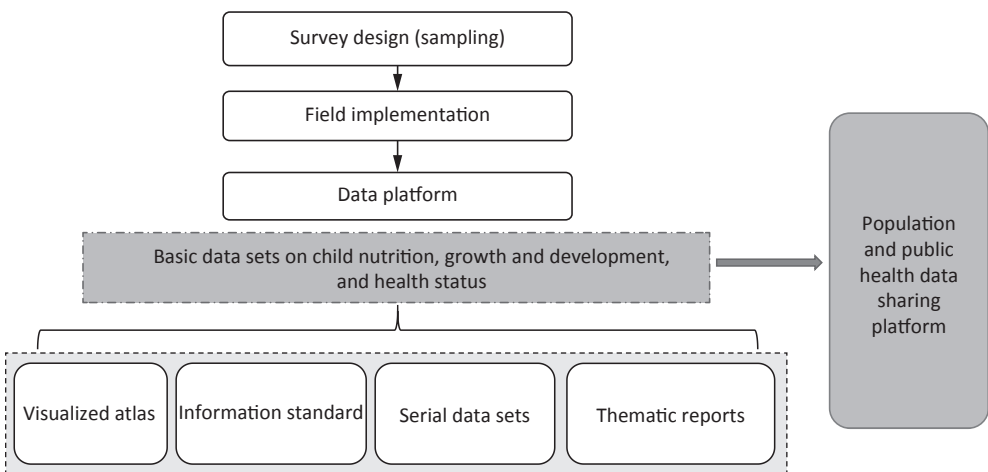 Survey design (sampling)
Field implementation
Data platform
Basic data sets on child nutrition, growth and development,
and health status
Population
and public
health data
sharing
platform
Visualized atlas
Information standard
Serial data sets
Thematic reports